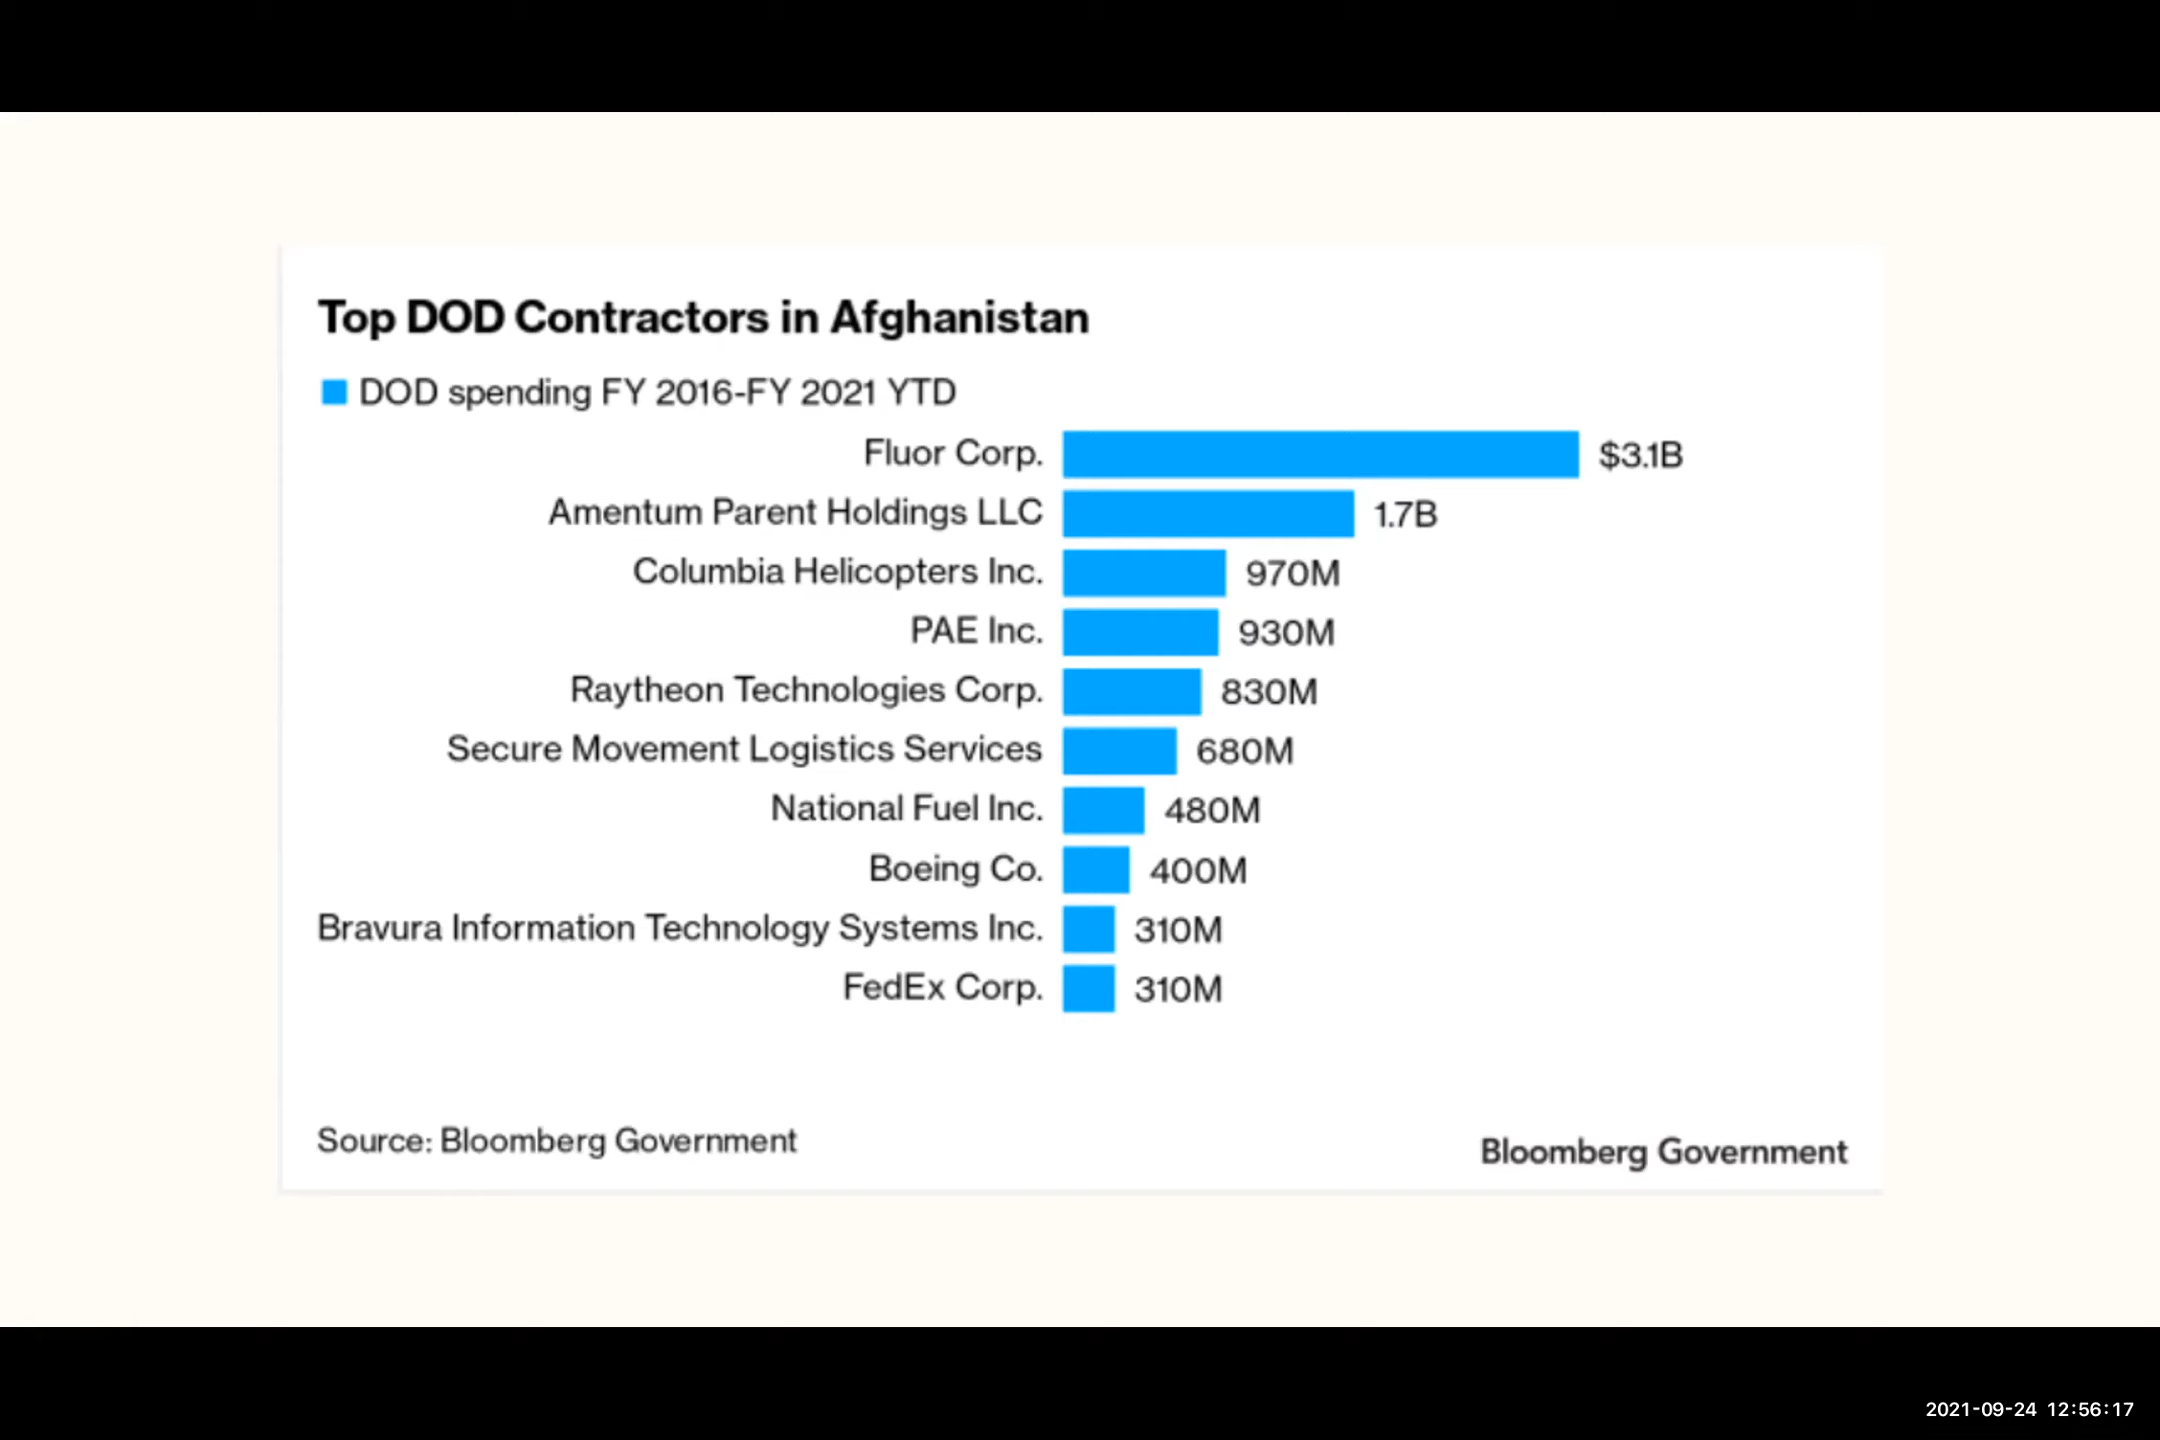 Top DOD Contractors in Afghanistan
DOD spending FY 2016-FY 2021 YTD
Fluor Corp. $3.1B
Amentum Parent Holdings LLC 1.7B
Columbia Helicopters Inc. 970M
PAE Inc. 930M
Raytheon Technologies Corp. 830M
Secure Movement Logistics Services 680M
National Fuel Inc. 480M
Boeing Co. 400M
Bravura Information Technology Systems Inc. 310M
FedEx Corp. 310M
Source: Bloomberg Government
Bloomberg Government
2021-09-24 12:56:17